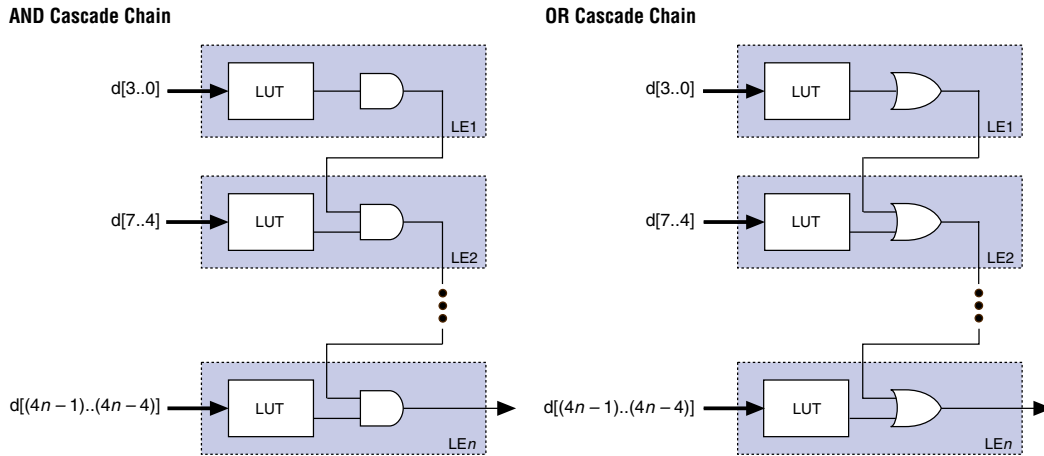 AND Cascade Chain
d[3..0]
LUT
LE1
d[7..4]
LUT
LE2
d[(4n – 1)..(4n – 4)]
LUT
LEn
OR Cascade Chain
d[3..0]
LUT
LE1
d[7..4]
LUT
LE2
d[(4n – 1)..(4n – 4)]
LUT
LEn